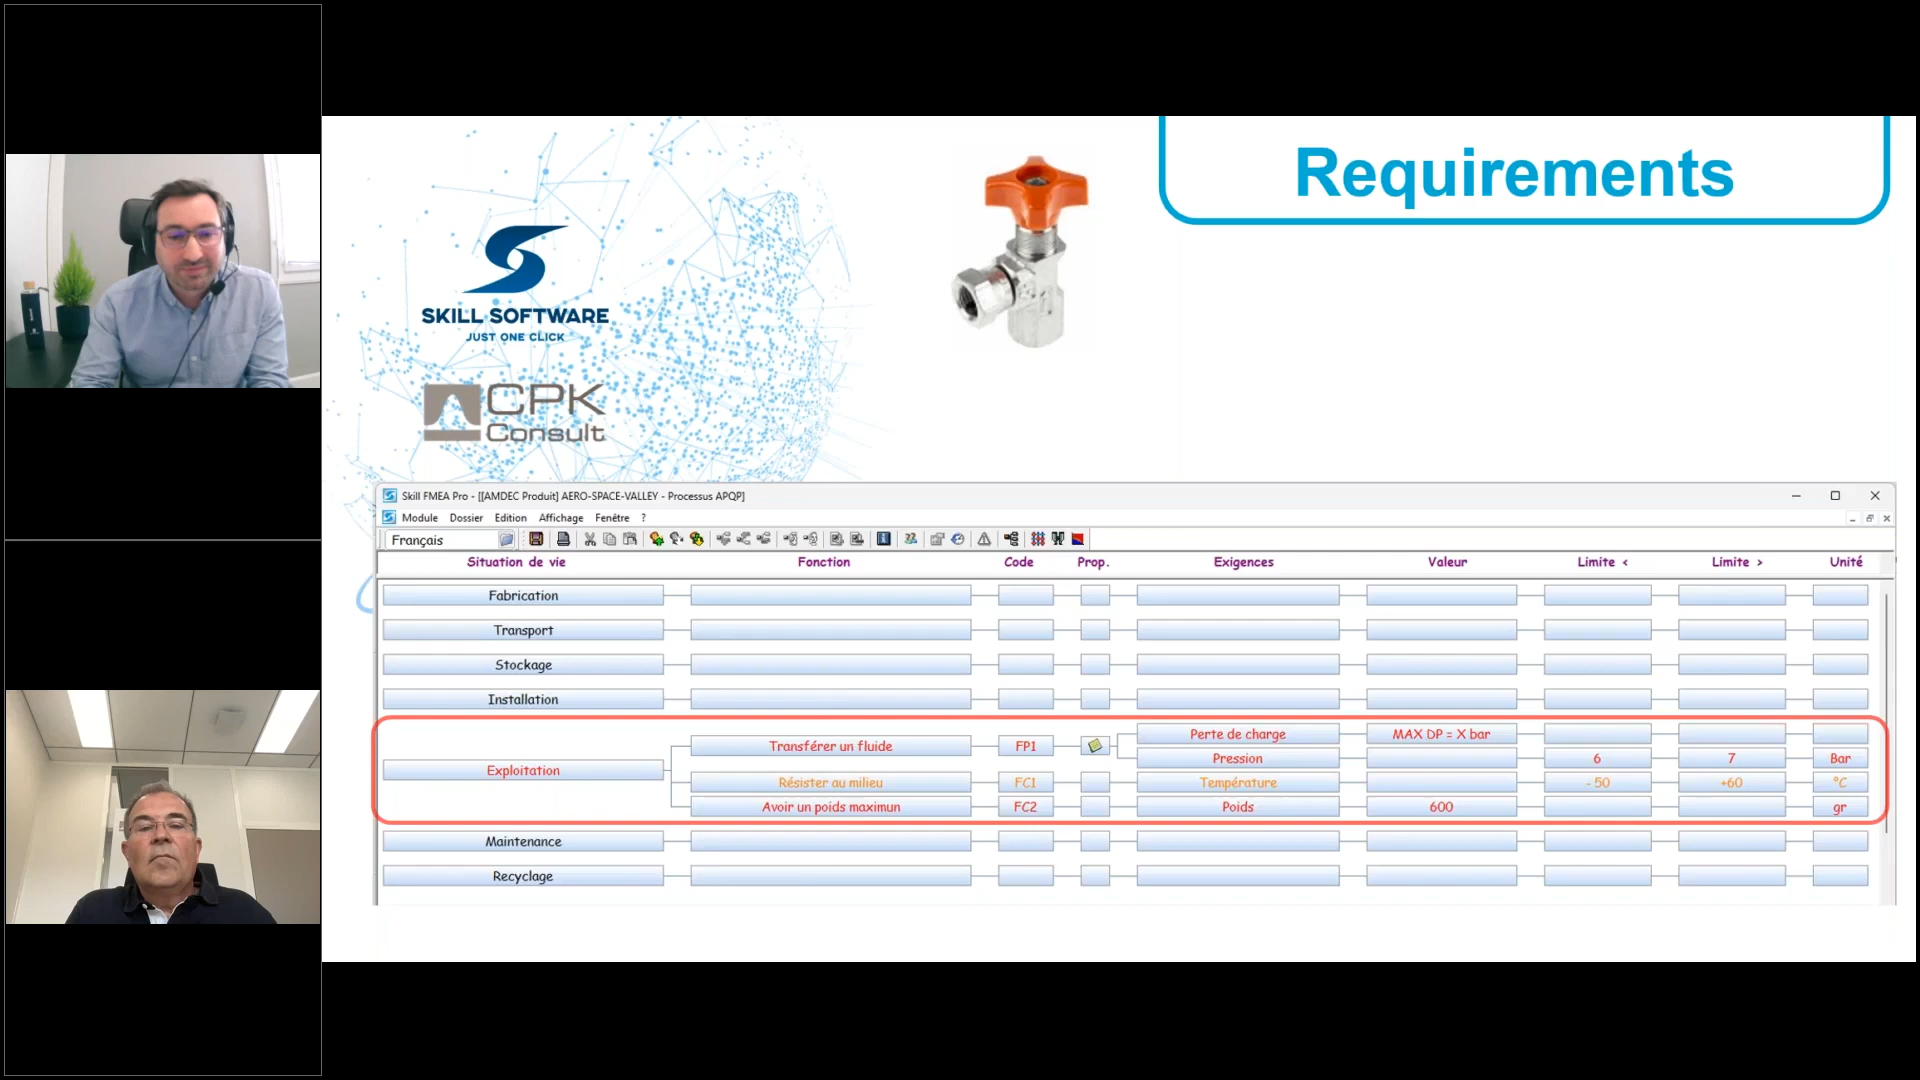 Requirements
SKILL SOFTWARE
JUST ONE CLICK
CPK
Consult
Skill FMEA Pro - [[AMDEC Produit] AERO-SPACE-VALLEY - Processus APQP]
Module Dossier Edition Affichage Fenêtre ?
Français
Situation de vie Fonction Code Prop. Exigences Valeur Limite < Limite > Unité
Fabrication
Transport
Stockage
Installation
Perte de charge MAX DP = X bar
Transférer un fluide FP1
Pression 6 7 Bar
Exploitation
Résister au milieu FC1 Température - 50 +60 °C
Avoir un poids maximun FC2 Poids 600 gr
Maintenance
Recyclage